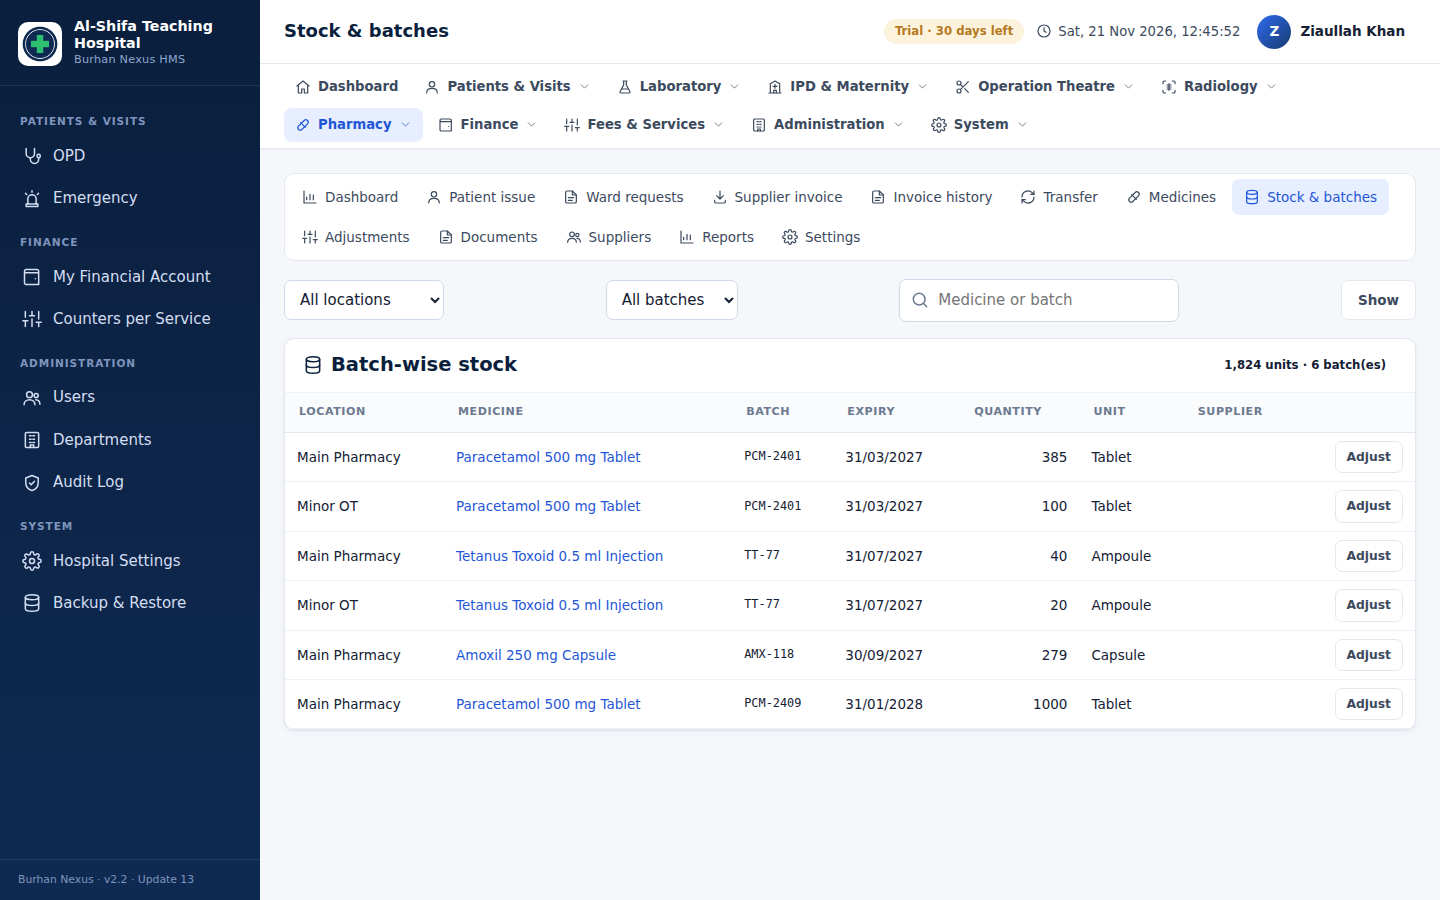 Al-Shifa Teaching
Hospital
Burhan Nexus HMS
PATIENTS & VISITS
OPD
Emergency
FINANCE
My Financial Account
Counters per Service
ADMINISTRATION
Users
Departments
Audit Log
SYSTEM
Hospital Settings
Backup & Restore
Burhan Nexus · v2.2 · Update 13
Stock & batches
Trial · 30 days left
Sat, 21 Nov 2026, 12:45:52
Z
Ziaullah Khan
Dashboard Patients & Visits Laboratory IPD & Maternity Operation Theatre Radiology
Pharmacy Finance Fees & Services Administration System
Dashboard Patient issue Ward requests Supplier invoice Invoice history Transfer Medicines Stock & batches
Adjustments Documents Suppliers Reports Settings
All locations All batches Medicine or batch Show
Batch-wise stock 1,824 units · 6 batch(es)
LOCATION MEDICINE BATCH EXPIRY QUANTITY UNIT SUPPLIER
Main Pharmacy Paracetamol 500 mg Tablet PCM-2401 31/03/2027 385 Tablet Adjust
Minor OT Paracetamol 500 mg Tablet PCM-2401 31/03/2027 100 Tablet Adjust
Main Pharmacy Tetanus Toxoid 0.5 ml Injection TT-77 31/07/2027 40 Ampoule Adjust
Minor OT Tetanus Toxoid 0.5 ml Injection TT-77 31/07/2027 20 Ampoule Adjust
Main Pharmacy Amoxil 250 mg Capsule AMX-118 30/09/2027 279 Capsule Adjust
Main Pharmacy Paracetamol 500 mg Tablet PCM-2409 31/01/2028 1000 Tablet Adjust